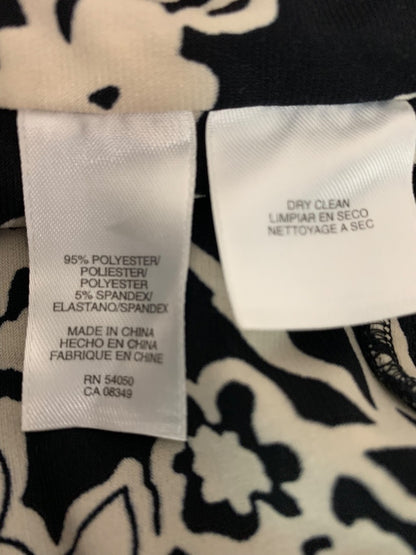 95% POLYESTER/
POLIESTER/
POLYESTER
5% SPANDEX/
ELASTANO/SPANDEX
MADE IN CHINA
HECHO EN CHINA
FABRIQUE EN CHINE
RN 54050
CA 08349
DRY CLEAN
LIMPIAR EN SECO
NETTOYAGE A SEC